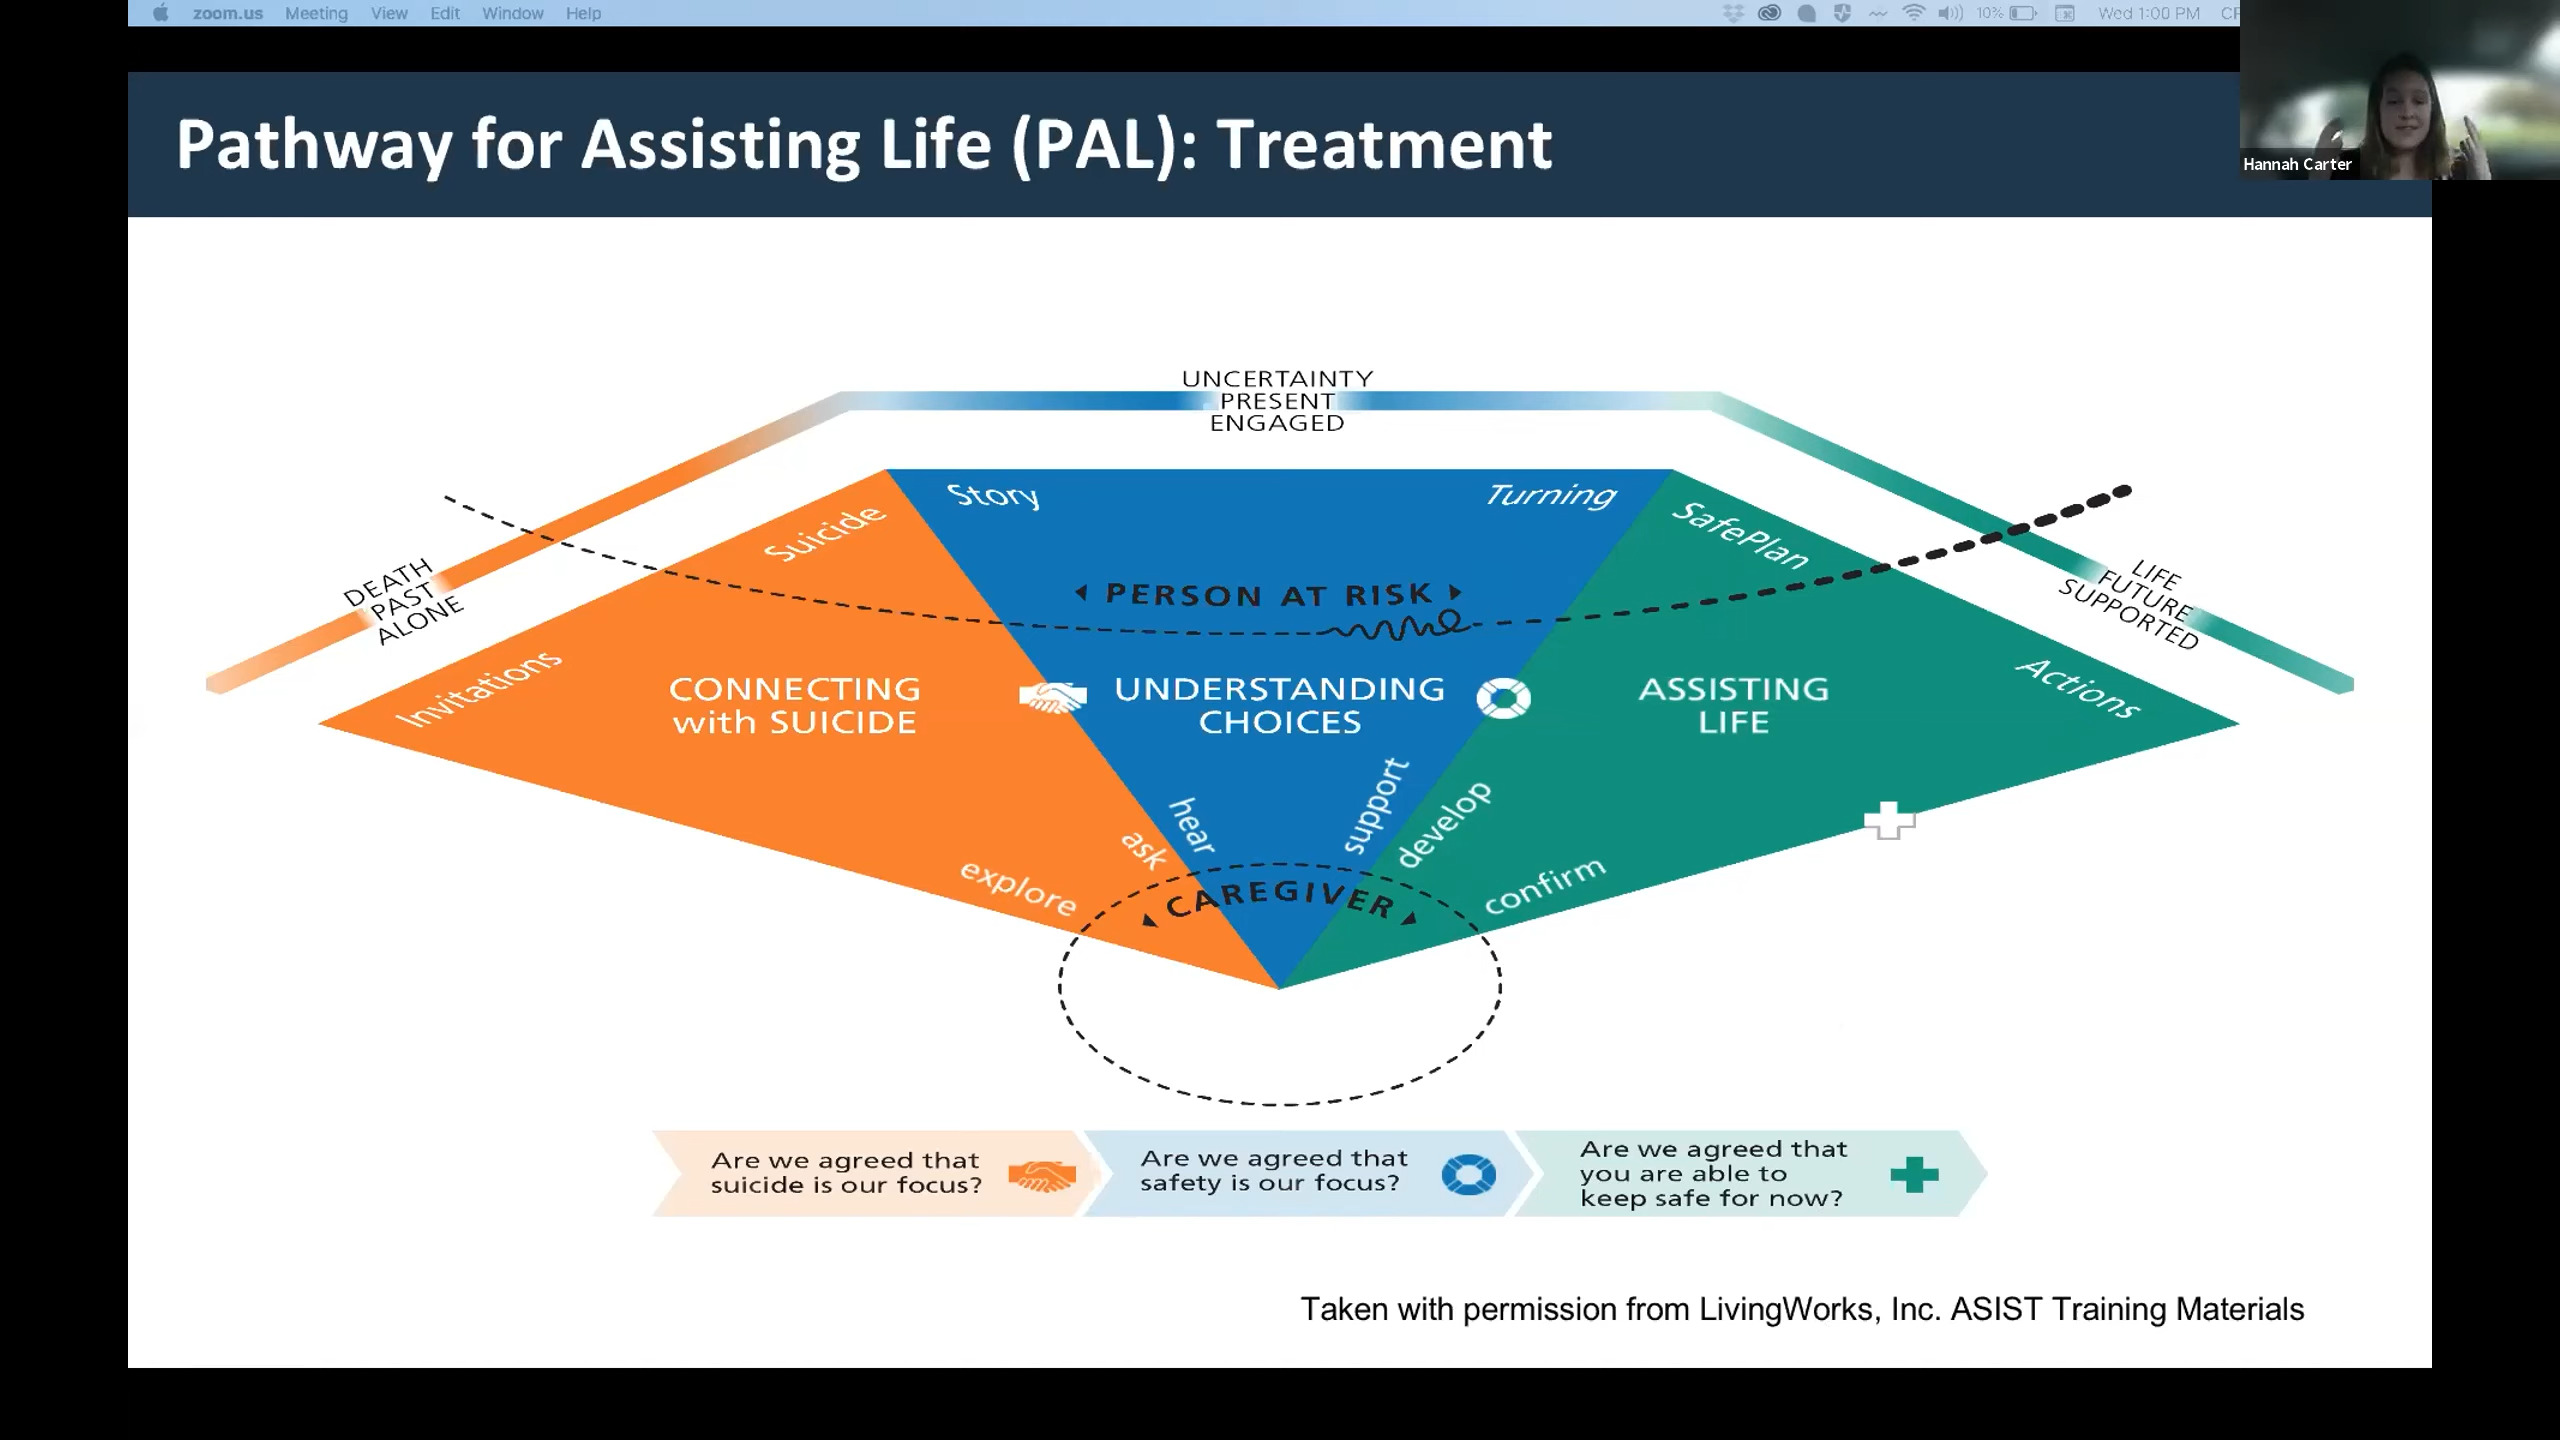 zoom.us Meeting View Edit Window Help
10% Wed 1:00 PM
Hannah Carter
Pathway for Assisting Life (PAL): Treatment
UNCERTAINTY
PRESENT
ENGAGED
DEATH
PAST
ALONE
LIFE
FUTURE
SUPPORTED
Invitations
Suicide
Story
Turning
SafePlan
Actions
PERSON AT RISK
CONNECTING
with SUICIDE
UNDERSTANDING
CHOICES
ASSISTING
LIFE
explore
ask
hear
support
develop
confirm
CAREGIVER
Are we agreed that
suicide is our focus?
Are we agreed that
safety is our focus?
Are we agreed that
you are able to
keep safe for now?
Taken with permission from LivingWorks, Inc. ASIST Training Materials